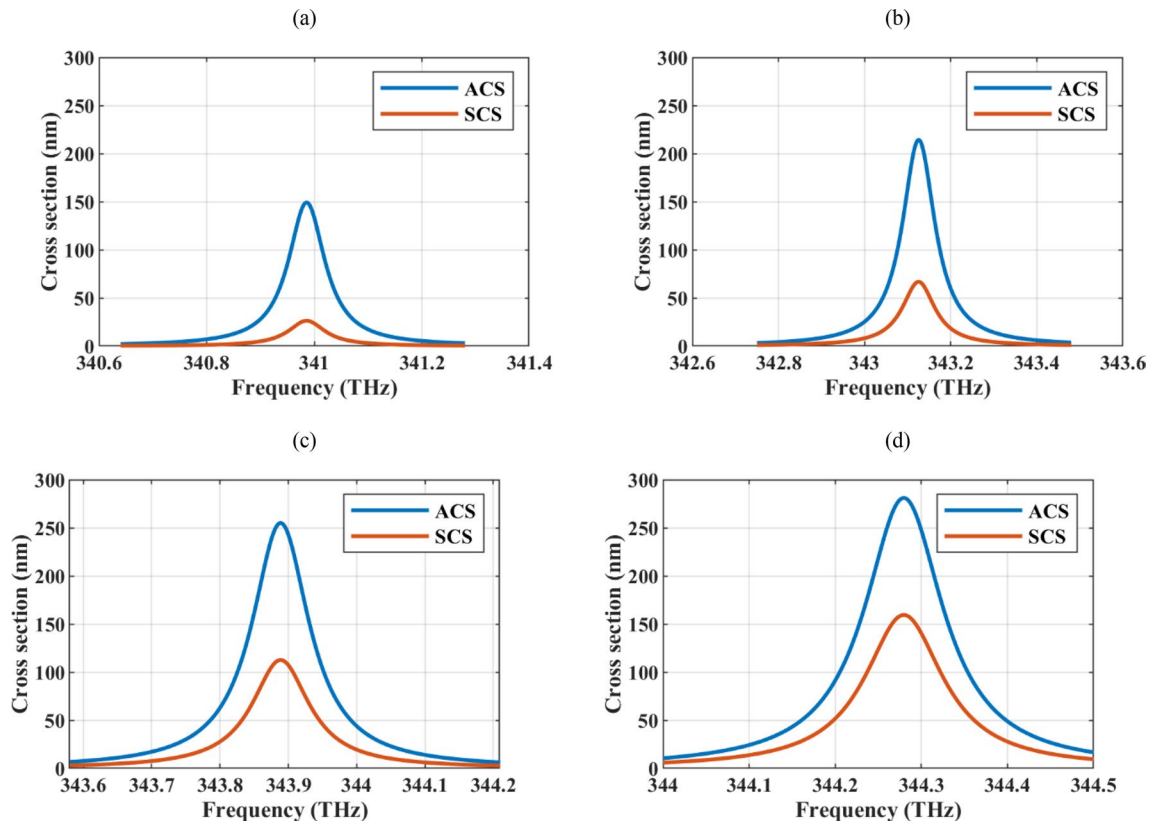 (a)
300
250
200
150
100
50
0
Cross section (nm)
ACS
SCS
340.6 340.8 341 341.2 341.4
Frequency (THz)
(b)
300
250
200
150
100
50
0
Cross section (nm)
ACS
SCS
342.6 342.8 343 343.2 343.4 343.6
Frequency (THz)
(c)
300
250
200
150
100
50
0
Cross section (nm)
ACS
SCS
343.6 343.7 343.8 343.9 344 344.1 344.2
Frequency (THz)
(d)
300
250
200
150
100
50
0
Cross section (nm)
ACS
SCS
344 344.1 344.2 344.3 344.4 344.5
Frequency (THz)